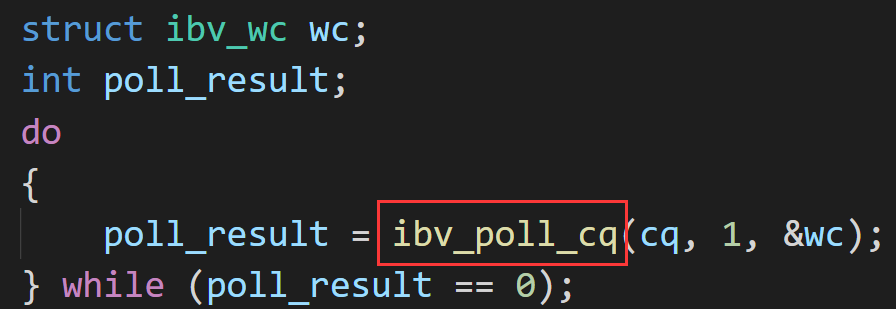 struct ibv_wc wc;
int poll_result;
do
{
    poll_result = ibv_poll_cq(cq, 1, &wc);
} while (poll_result == 0);